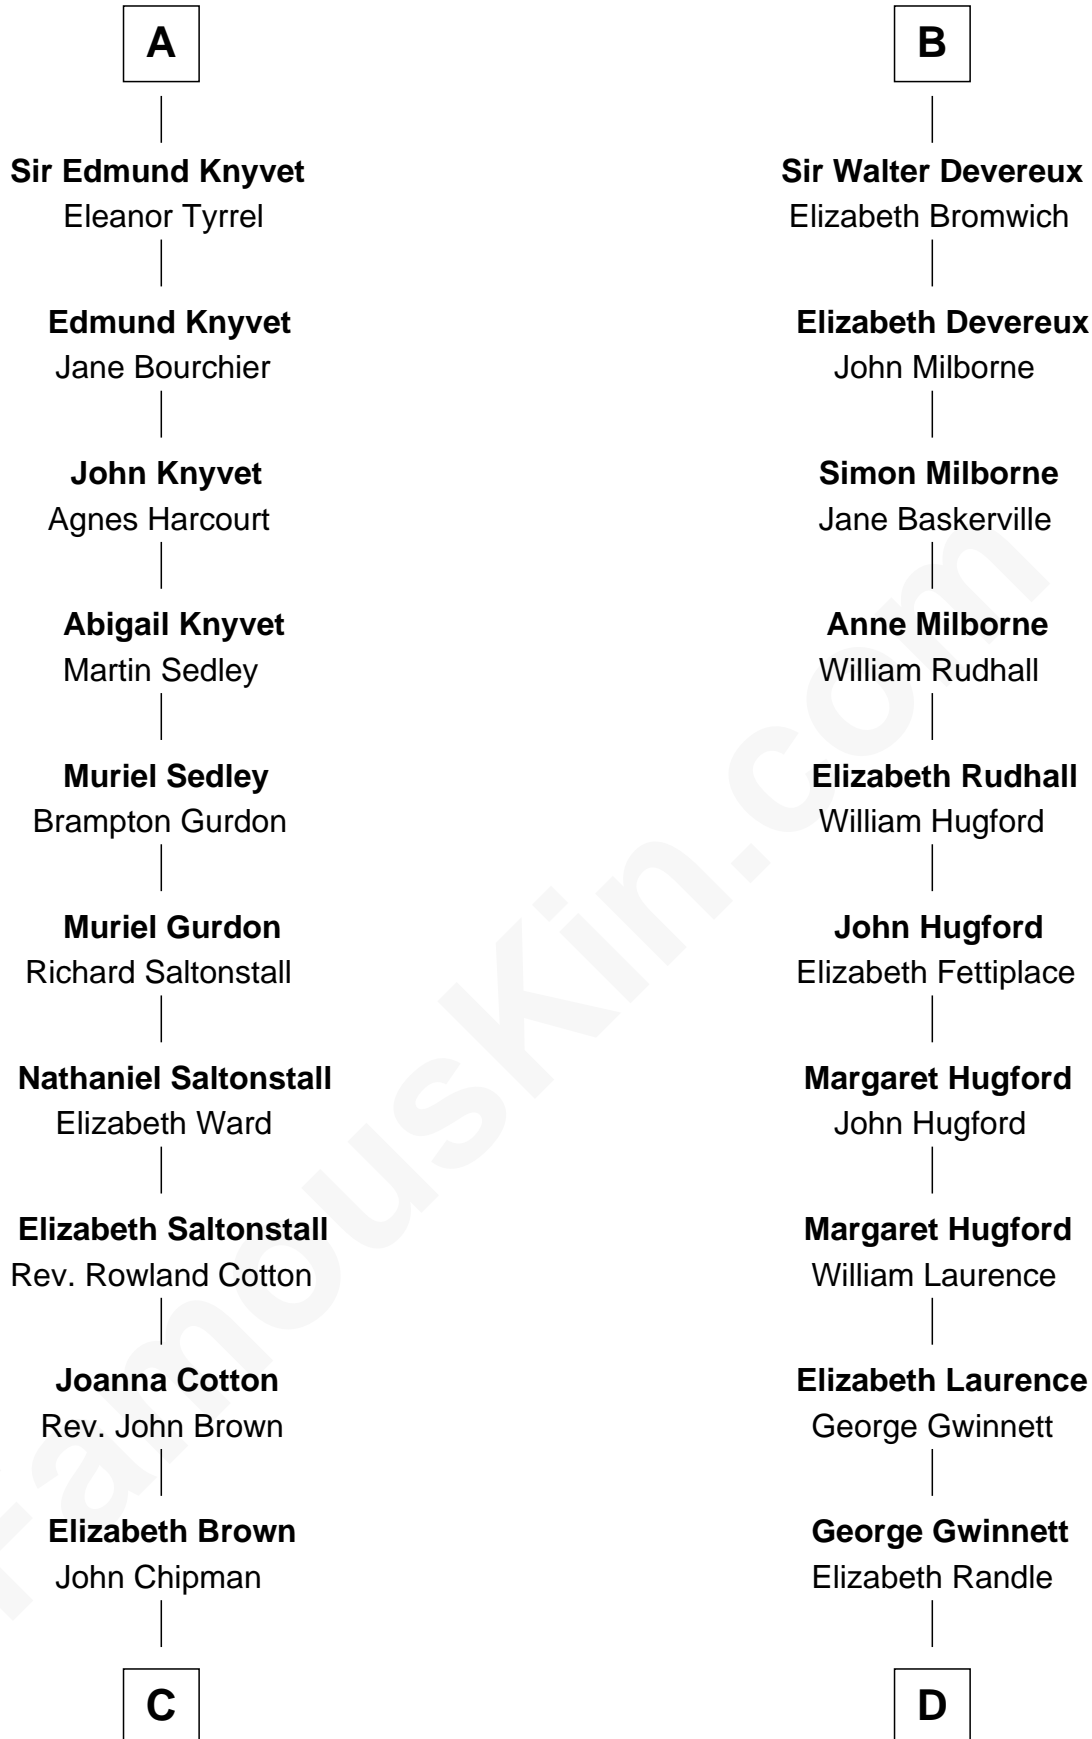 A
Sir Edmund Knyvet
Eleanor Tyrrel
Edmund Knyvet
Jane Bourchier
John Knyvet
Agnes Harcourt
Abigail Knyvet
Martin Sedley
Muriel Sedley
Brampton Gurdon
Muriel Gurdon
Richard Saltonstall
Nathaniel Saltonstall
Elizabeth Ward
Elizabeth Saltonstall
Rev. Rowland Cotton
Joanna Cotton
Rev. John Brown
Elizabeth Brown
John Chipman
C
B
Sir Walter Devereux
Elizabeth Bromwich
Elizabeth Devereux
John Milborne
Simon Milborne
Jane Baskerville
Anne Milborne
William Rudhall
Elizabeth Rudhall
William Hugford
John Hugford
Elizabeth Fettiplace
Margaret Hugford
John Hugford
Margaret Hugford
William Laurence
Elizabeth Laurence
George Gwinnett
George Gwinnett
Elizabeth Randle
D
FamousKin.com